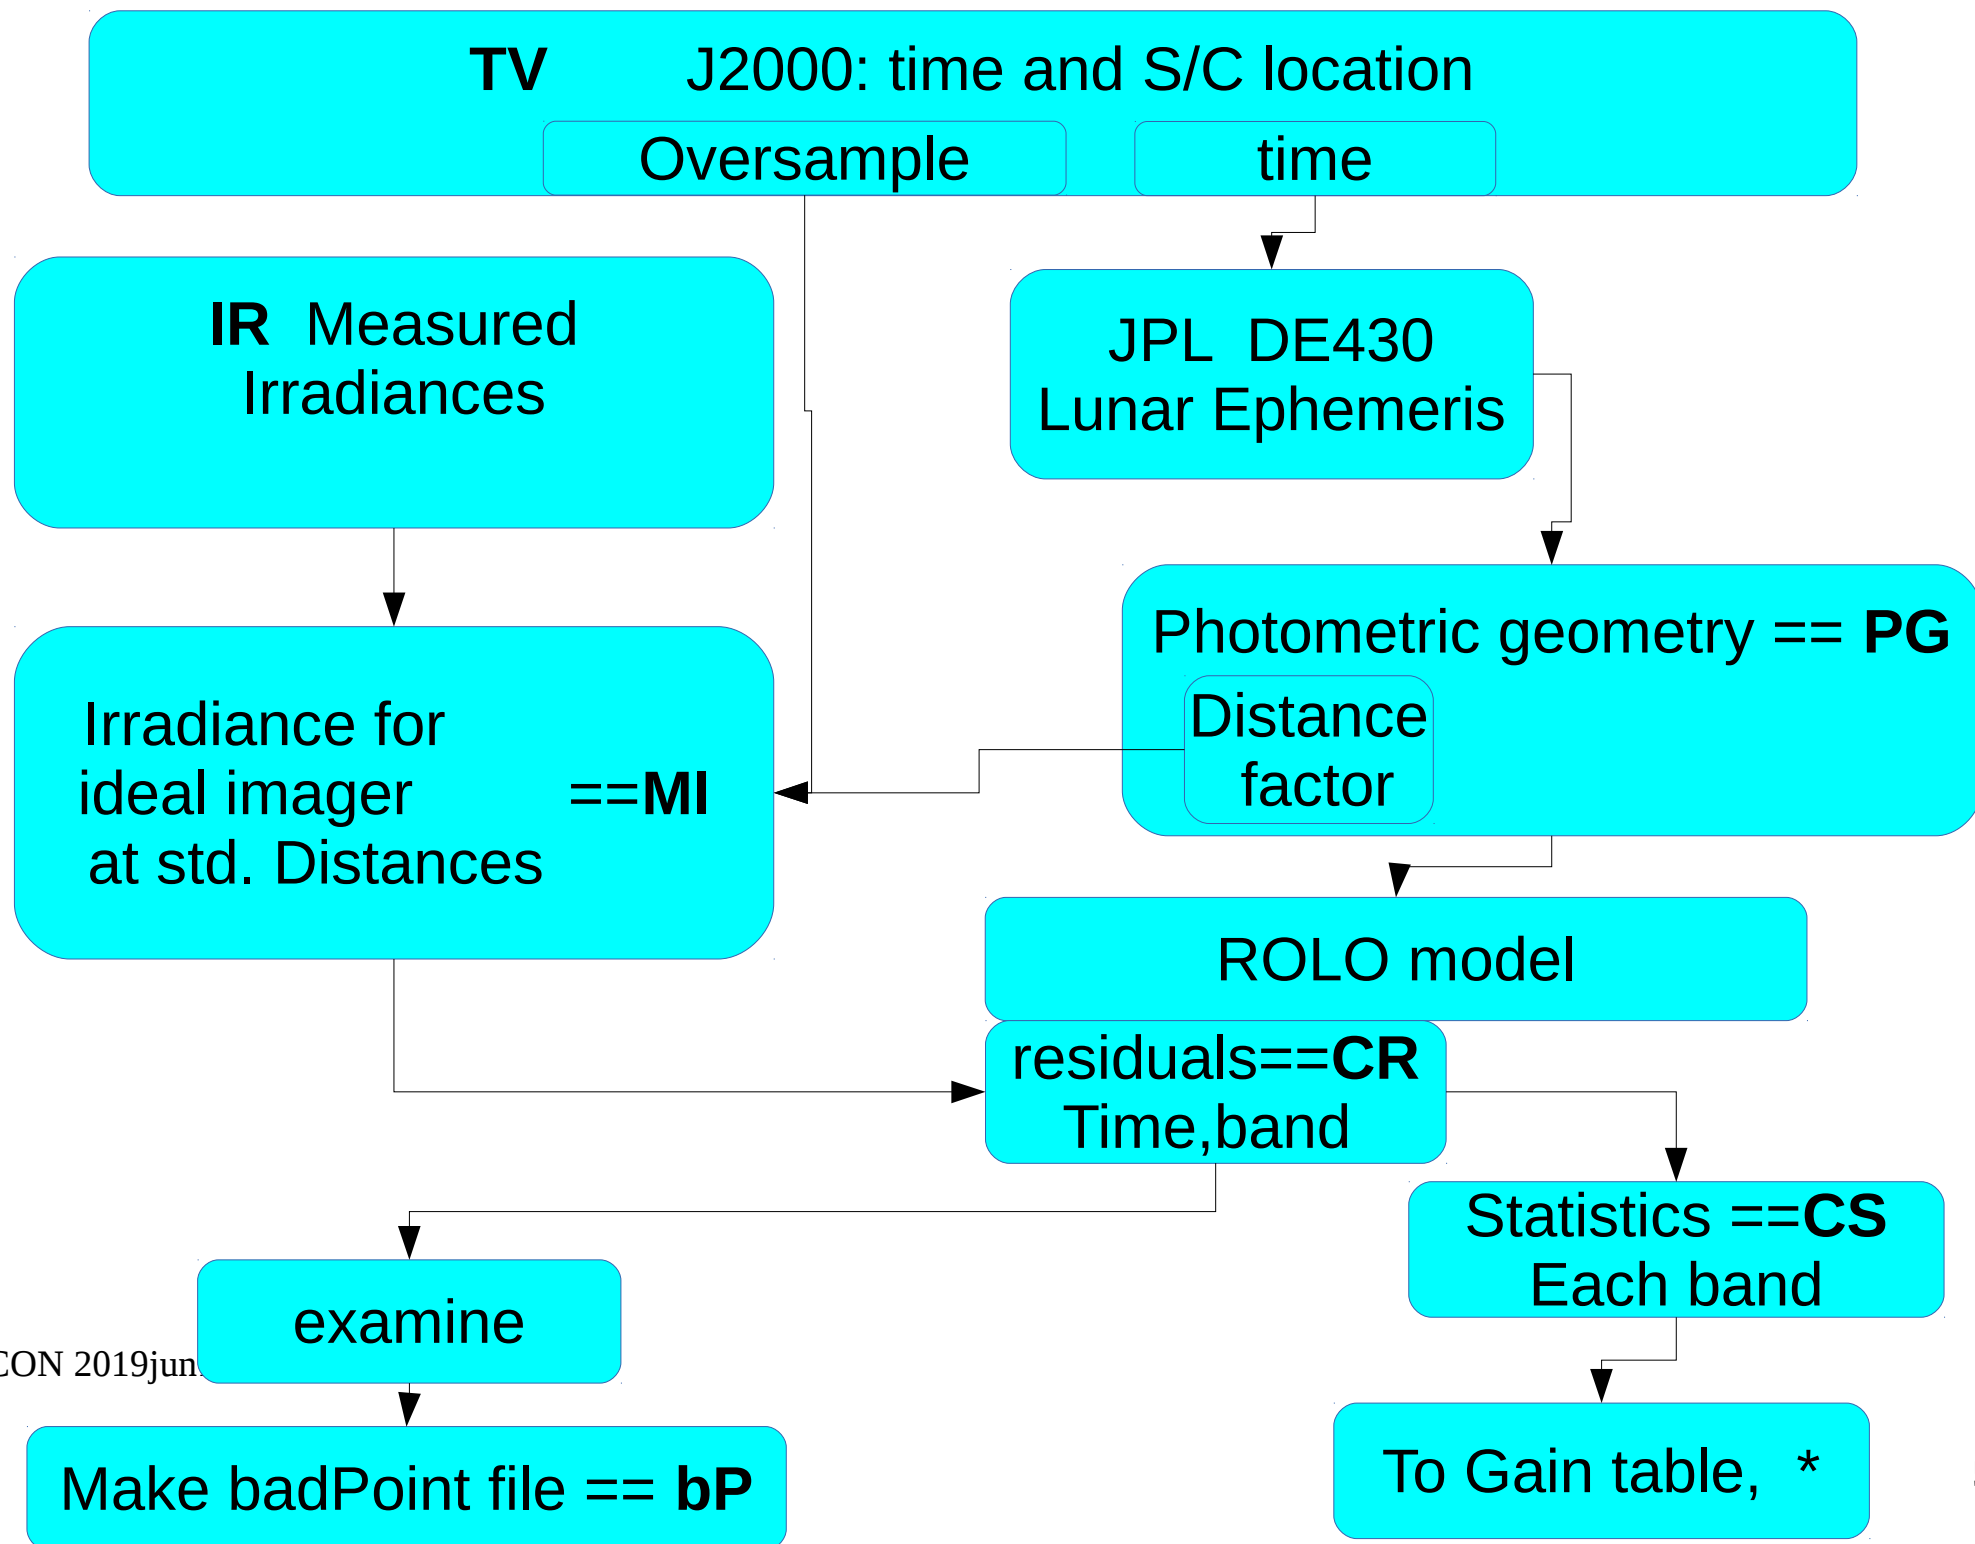 TV J2000: time and S/C location
Oversample
time
IR Measured
Irradiances
JPL DE430
Lunar Ephemeris
Photometric geometry == PG
Distance
factor
Irradiance for
ideal imager ==MI
at std. Distances
ROLO model
residuals==CR
Time,band
Statistics ==CS
Each band
examine
2019jun
Make badPoint file == bP
To Gain table, *